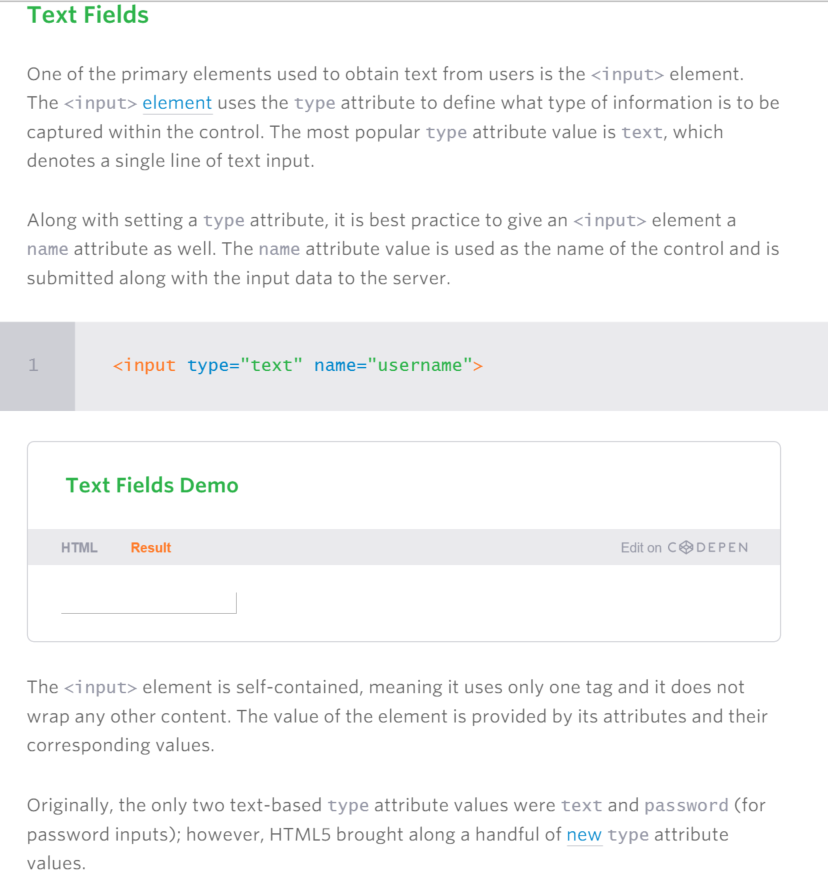 Text Fields
One of the primary elements used to obtain text from users is the <input> element.
The <input> element uses the type attribute to define what type of information is to be
captured within the control. The most popular type attribute value is text, which
denotes a single line of text input.
Along with setting a type attribute, it is best practice to give an <input> element a
name attribute as well. The name attribute value is used as the name of the control and is
submitted along with the input data to the server.
1 <input type="text" name="username">
Text Fields Demo
HTML Result Edit on CODEPEN
The <input> element is self-contained, meaning it uses only one tag and it does not
wrap any other content. The value of the element is provided by its attributes and their
corresponding values.
Originally, the only two text-based type attribute values were text and password (for
password inputs); however, HTML5 brought along a handful of new type attribute
values.